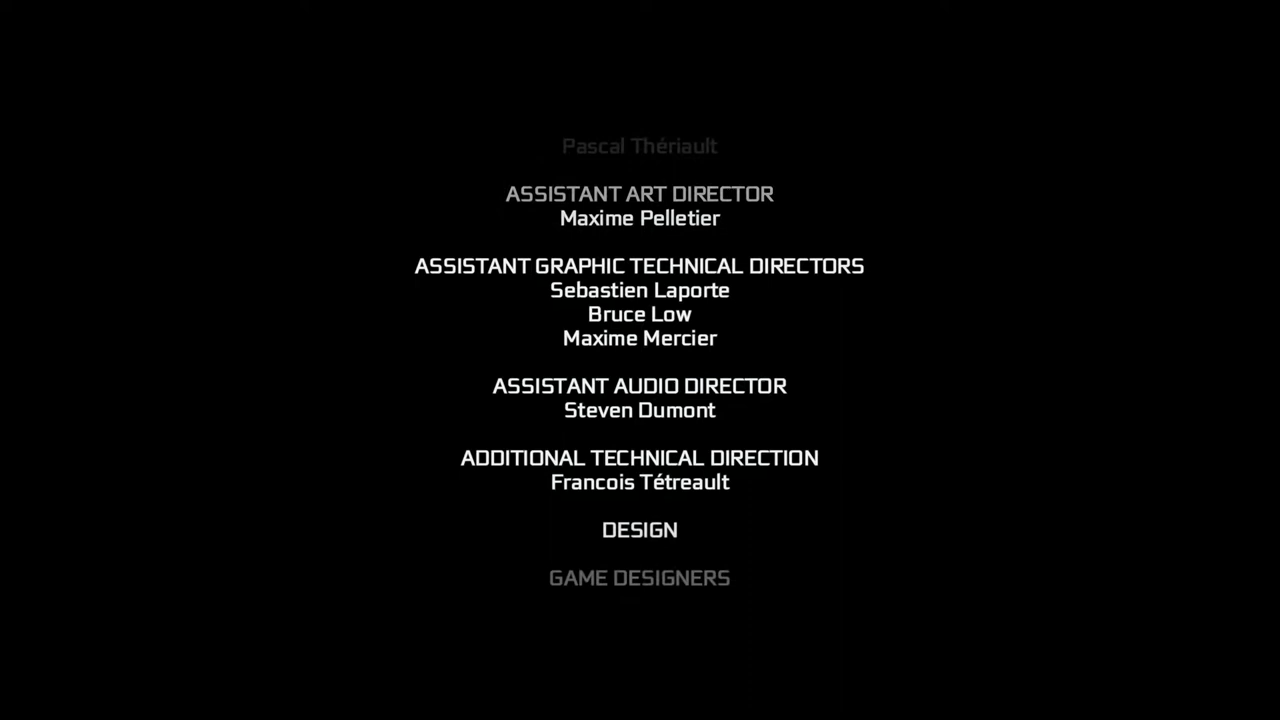 Pascal Thériault
ASSISTANT ART DIRECTOR
Maxime Pelletier
ASSISTANT GRAPHIC TECHNICAL DIRECTORS
Sebastien Laporte
Bruce Low
Maxime Mercier
ASSISTANT AUDIO DIRECTOR
Steven Dumont
ADDITIONAL TECHNICAL DIRECTION
Francois Tétreault
DESIGN
GAME DESIGNERS